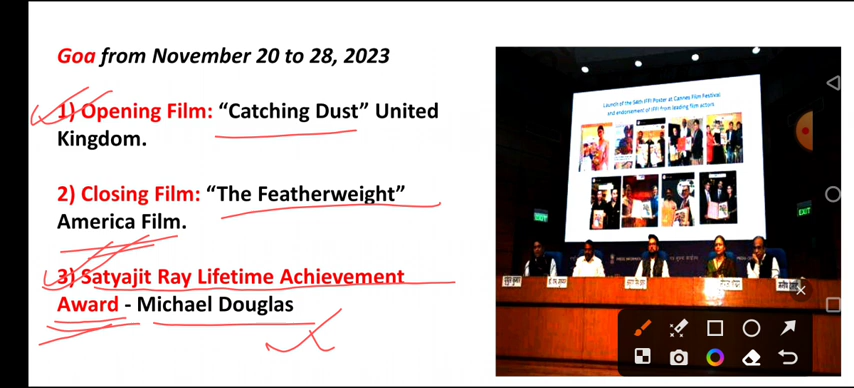 Goa from November 20 to 28, 2023
1) Opening Film: “Catching Dust” United
Kingdom.
2) Closing Film: “The Featherweight”
America Film.
3) Satyajit Ray Lifetime Achievement
Award - Michael Douglas
Launch of the 54th IFFI Poster at Cannes Film Festival
and endorsement of IFFI from leading film actors
EXIT
EXIT